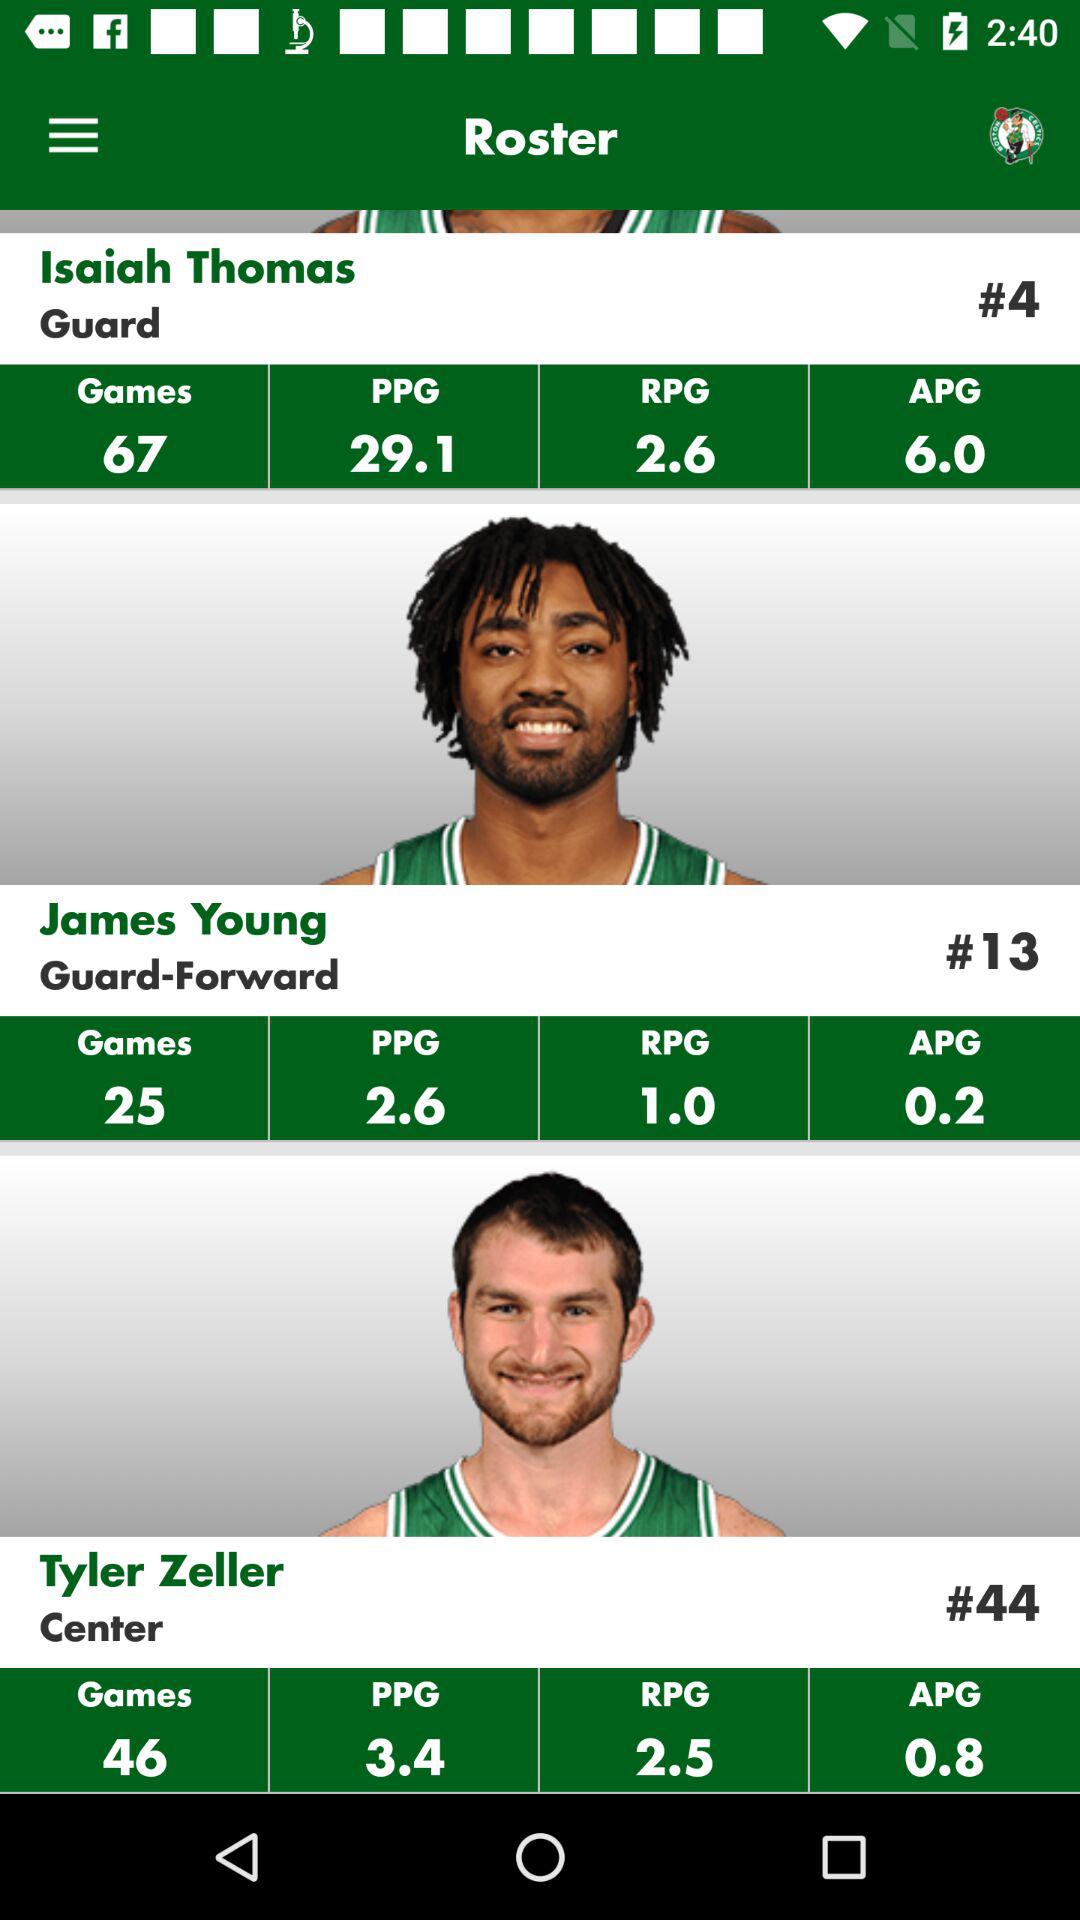 2:40
Roster
Isaiah Thomas
Guard
#4
Games PPG RPG APG
67 29.1 2.6 6.0
James Young
Guard-Forward
#13
Games PPG RPG APG
25 2.6 1.0 0.2
Tyler Zeller
Center
#44
Games PPG RPG APG
46 3.4 2.5 0.8